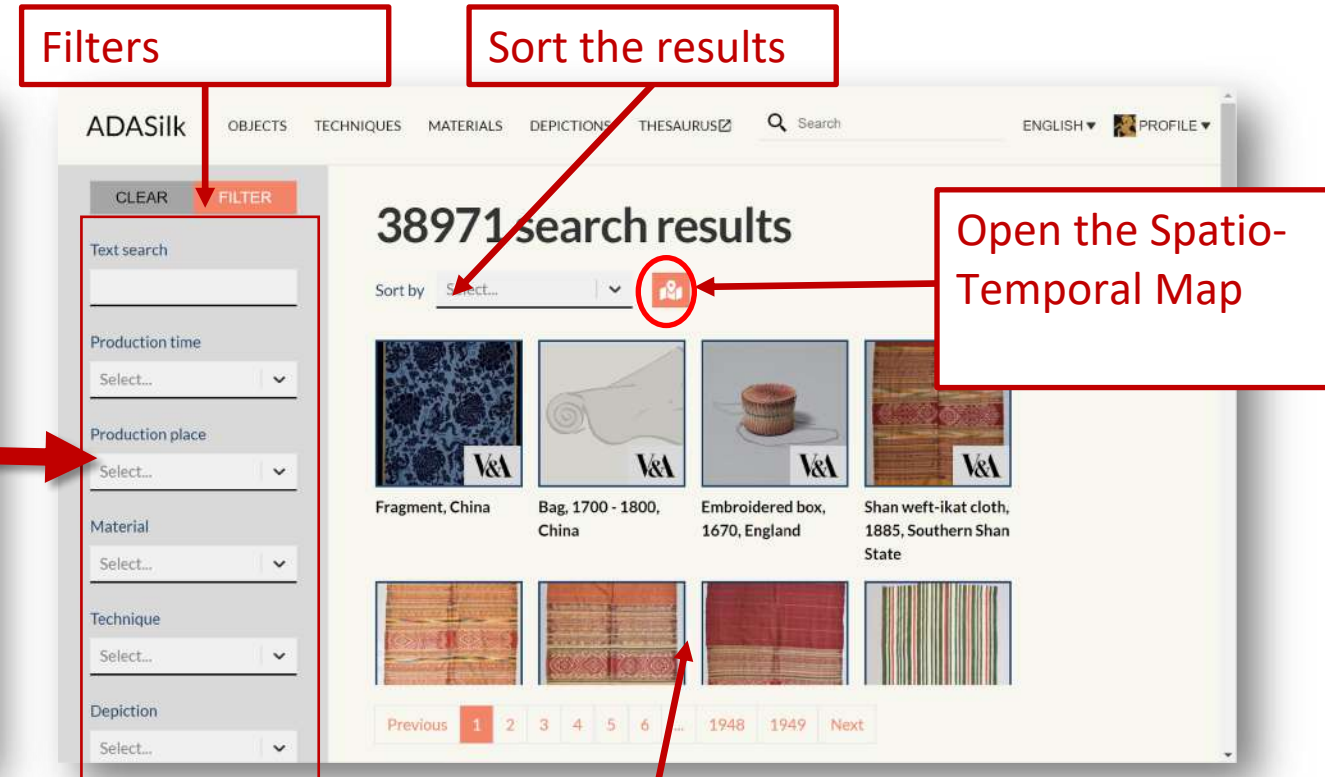 Filters
Sort the results
ADASilk OBJECTS TECHNIQUES MATERIALS DEPICTIONS THESAURUS Search ENGLISH PROFILE
CLEAR FILTER
38971 search results
Open the Spatio-
Temporal Map
Text search
Sort by Select...
Production time
Select...
Production place
Select...
Material
Select...
Technique
Select...
Depiction
Select...
V&A V&A V&A V&A
Fragment, China
Bag, 1700 - 1800,
China
Embroidered box,
1670, England
Shan weft-ikat cloth,
1885, Southern Shan
State
Previous 1 2 3 4 5 6 ... 1948 1949 Next